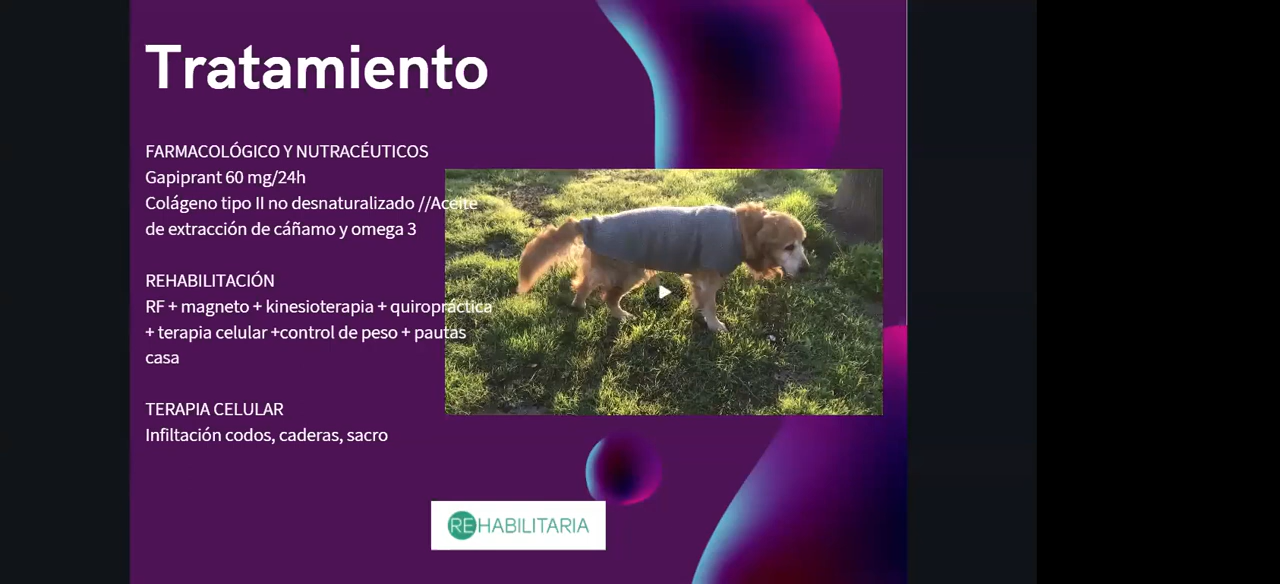 Tratamiento
FARMACOLÓGICO Y NUTRACÉUTICOS
Gapiprant 60 mg/24h
Colágeno tipo II no desnaturalizado //Aceite
de extracción de cáñamo y omega 3
REHABILITACIÓN
RF + magneto + kinesioterapia + quiropráctica
+ terapia celular +control de peso + pautas
casa
TERAPIA CELULAR
Infiltación codos, caderas, sacro
REHABILITARIA